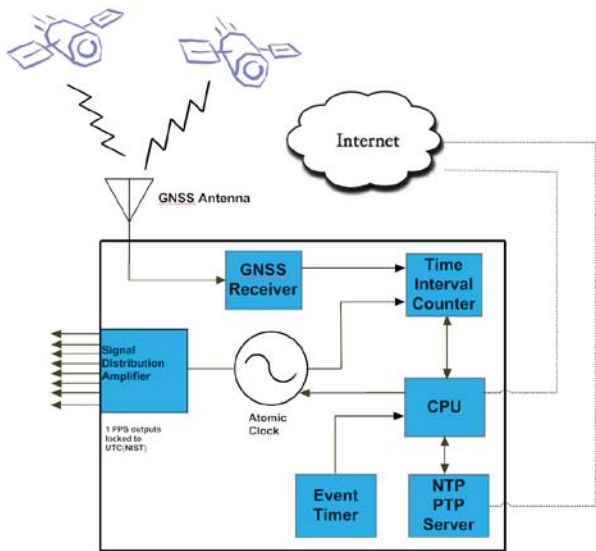 Internet
GNSS Antenna
GNSS
Receiver
Time
Interval
Counter
Signal
Distribution
Amplifier
Atomic
Clock
CPU
1 PPS outputs
locked to
UTC(NIST)
Event
Timer
NTP
PTP
Server